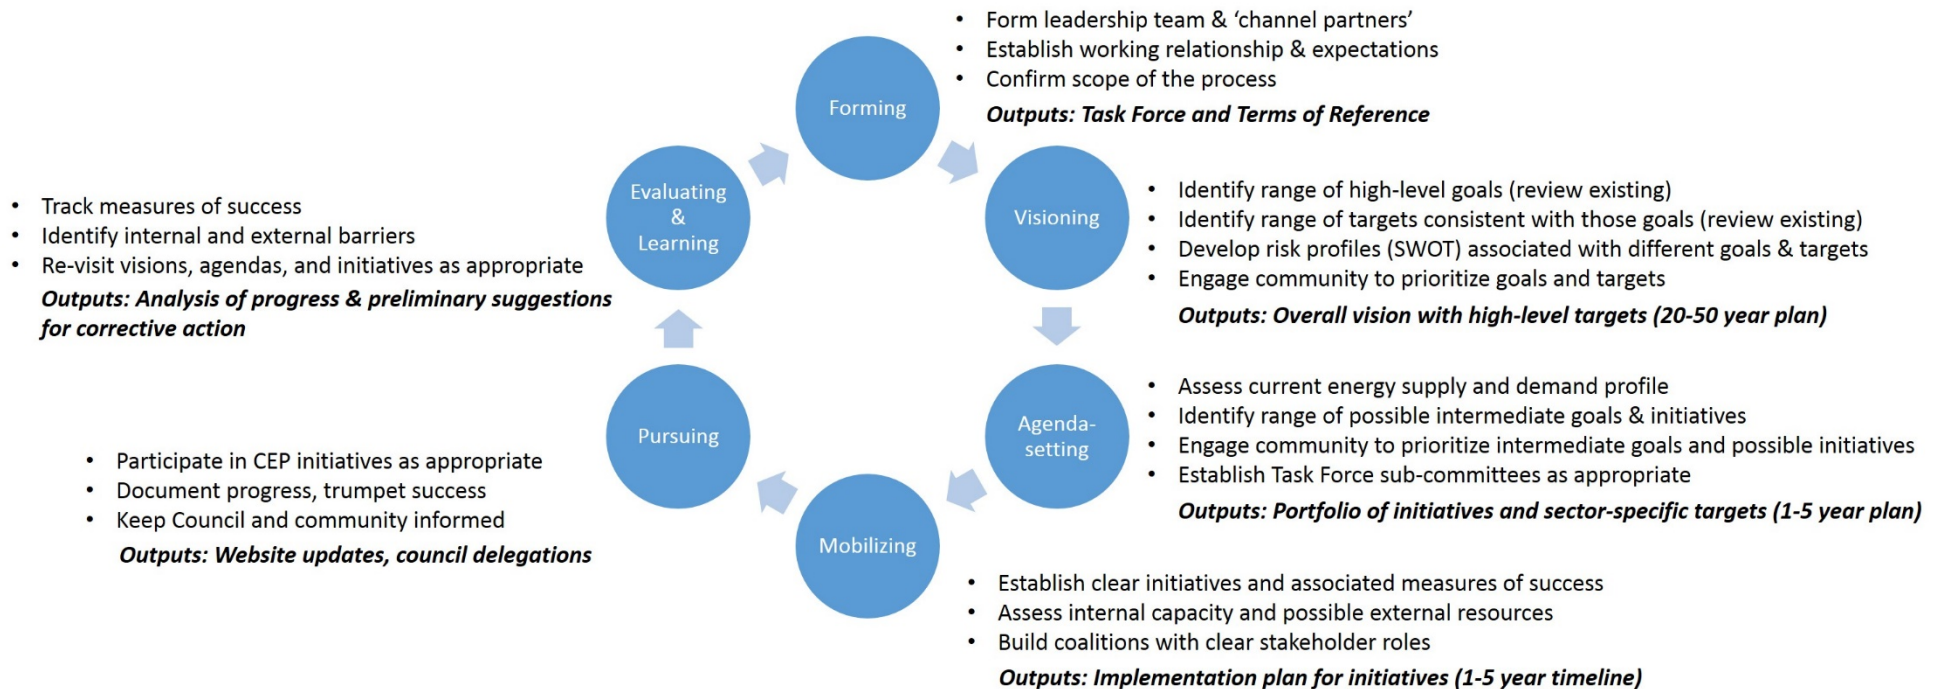 Forming
• Form leadership team & ‘channel partners’
• Establish working relationship & expectations
• Confirm scope of the process
Outputs: Task Force and Terms of Reference
Visioning
• Identify range of high-level goals (review existing)
• Identify range of targets consistent with those goals (review existing)
• Develop risk profiles (SWOT) associated with different goals & targets
• Engage community to prioritize goals and targets
Outputs: Overall vision with high-level targets (20-50 year plan)
Agenda-
setting
• Assess current energy supply and demand profile
• Identify range of possible intermediate goals & initiatives
• Engage community to prioritize intermediate goals and possible initiatives
• Establish Task Force sub-committees as appropriate
Outputs: Portfolio of initiatives and sector-specific targets (1-5 year plan)
Mobilizing
• Establish clear initiatives and associated measures of success
• Assess internal capacity and possible external resources
• Build coalitions with clear stakeholder roles
Outputs: Implementation plan for initiatives (1-5 year timeline)
Pursuing
• Participate in CEP initiatives as appropriate
• Document progress, trumpet success
• Keep Council and community informed
Outputs: Website updates, council delegations
Evaluating
&
Learning
• Track measures of success
• Identify internal and external barriers
• Re-visit visions, agendas, and initiatives as appropriate
Outputs: Analysis of progress & preliminary suggestions
for corrective action